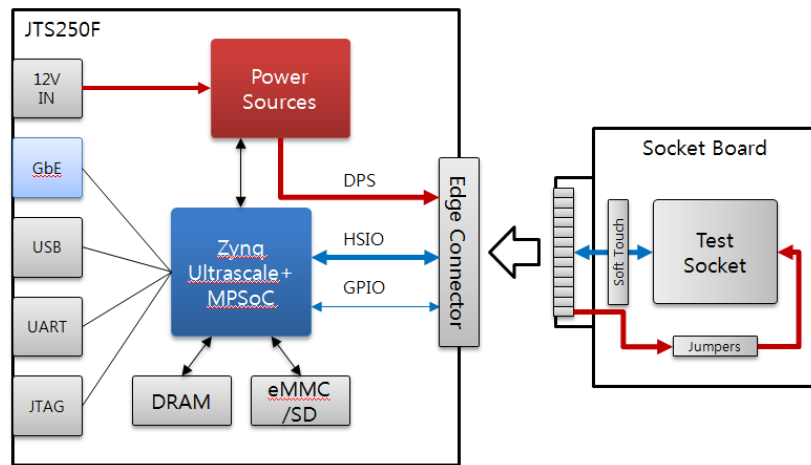 JTS250F
12V
IN
Power
Sources
GbE
USB
UART
JTAG
Zynq
Ultrascale+
MPSoC
DPS
HSIO
GPIO
Edge Connector
DRAM
eMMC
/SD
Socket Board
Soft Touch
Test
Socket
Jumpers